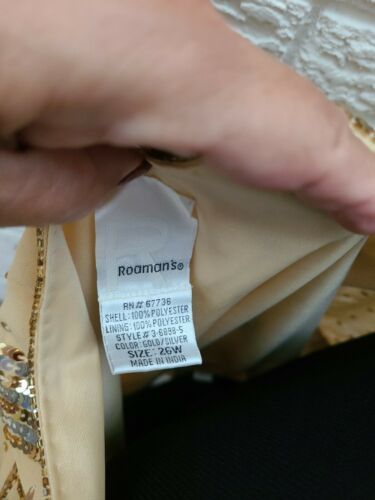 Roaman's®
RN# 67736
SHELL: 100% POLYESTER
LINING: 100% POLYESTER
STYLE# 3-6898-5
COLOR: GOLD/SILVER
SIZE: 26W
MADE IN INDIA